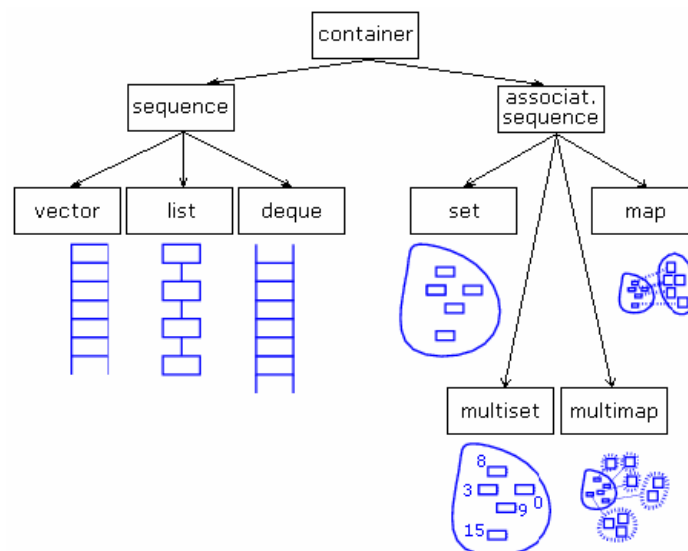 container
sequence
associat.
sequence
vector
list
deque
set
map
multiset
multimap
8
3
0
9
15